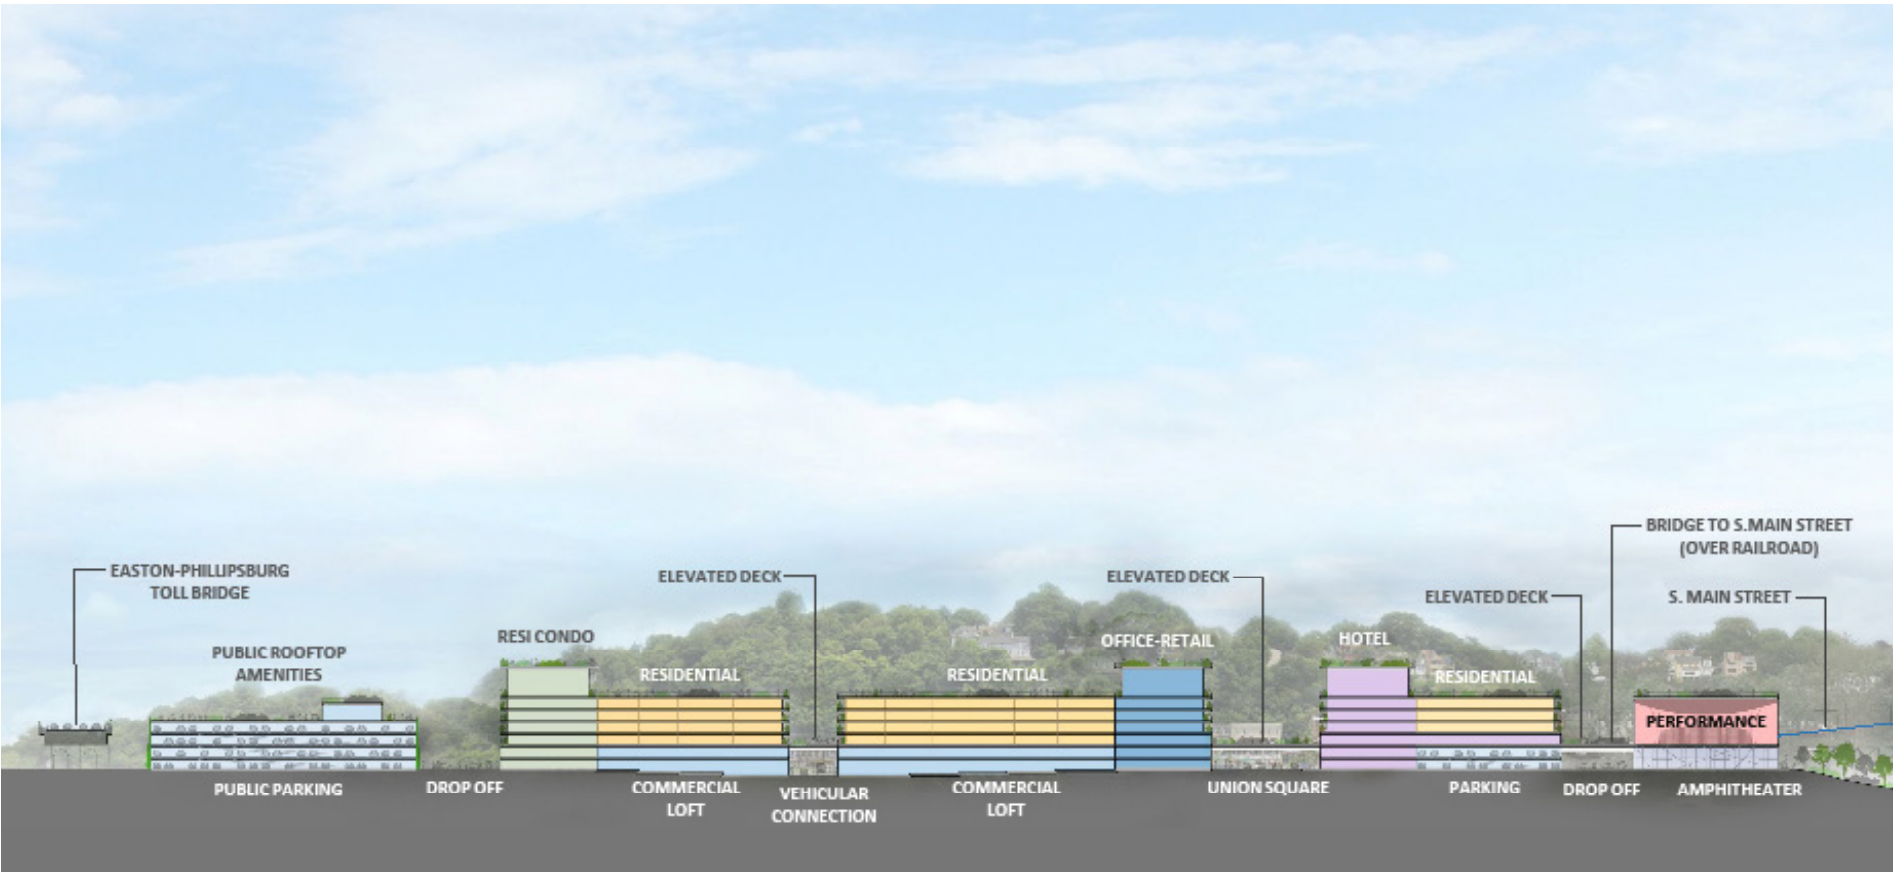 BRIDGE TO S.MAIN STREET
(OVER RAILROAD)
EASTON-PHILLIPSBURG
TOLL BRIDGE
ELEVATED DECK
ELEVATED DECK
ELEVATED DECK
S. MAIN STREET
PUBLIC ROOFTOP
AMENITIES
RESI CONDO
RESIDENTIAL
RESIDENTIAL
OFFICE-RETAIL
HOTEL
RESIDENTIAL
PERFORMANCE
PUBLIC PARKING
DROP OFF
COMMERCIAL
LOFT
VEHICULAR
CONNECTION
COMMERCIAL
LOFT
UNION SQUARE
PARKING
DROP OFF
AMPHITHEATER